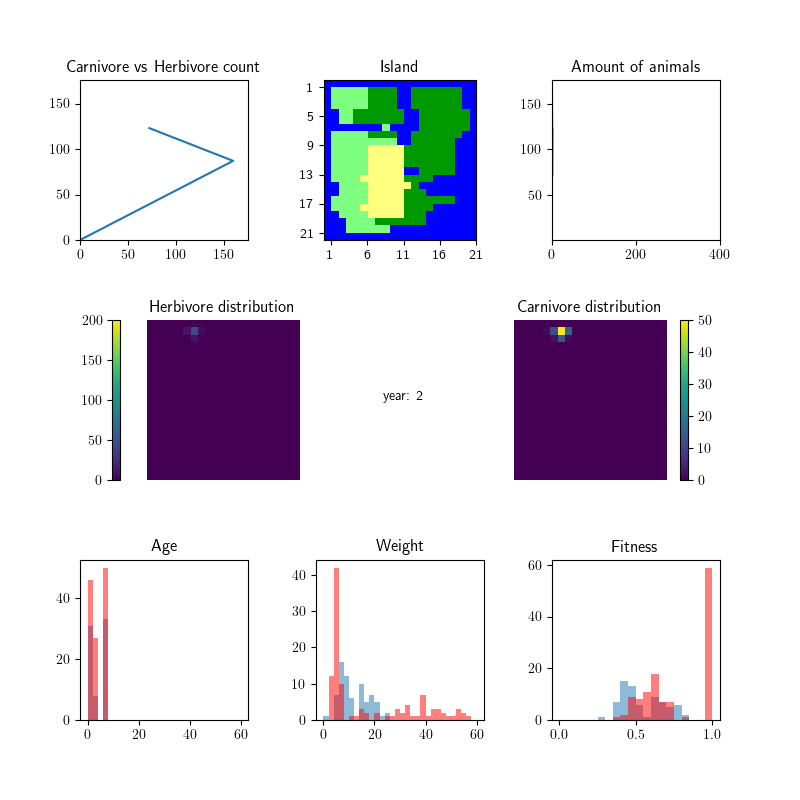 Carnivore vs Herbivore count
150
100
50
0
0 50 100 150
Island
1
5
9
13
17
21
1 6 11 16 21
Amount of animals
150
100
50
0 200 400
Herbivore distribution
200
150
100
50
0
year: 2
Carnivore distribution
50
40
30
20
10
0
Age
40
20
0
0 20 40 60
Weight
40
30
20
10
0
0 20 40 60
Fitness
60
40
20
0
0.0 0.5 1.0